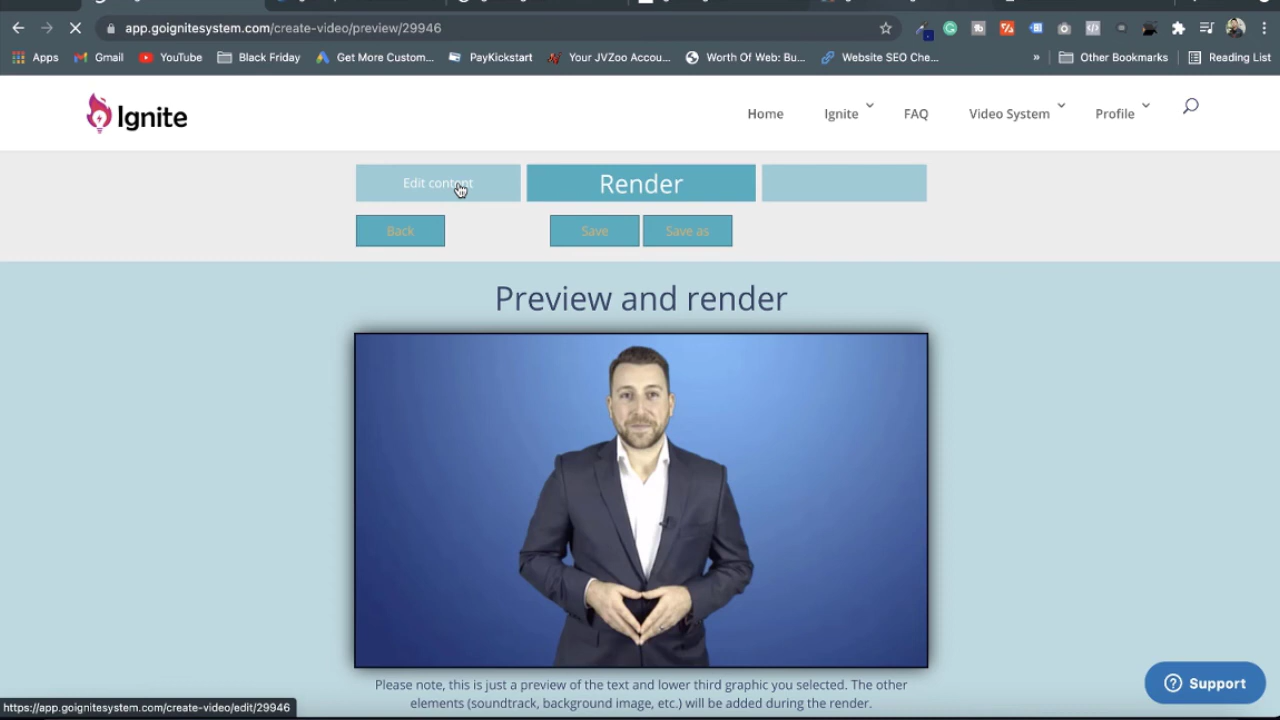 app.goignitesystem.com/create-video/preview/29946
Apps Gmail YouTube Black Friday Get More Custom... PayKickstart Your JVZoo Accou... Worth Of Web: Bu... Website SEO Che... » Other Bookmarks Reading List
Ignite Home Ignite FAQ Video System Profile
Edit content Render
Back Save Save as
Preview and render
Please note, this is just a preview of the text and lower third graphic you selected. The other
elements (soundtrack, background image, etc.) will be added during the render.
Support
https://app.goignitesystem.com/create-video/edit/29946